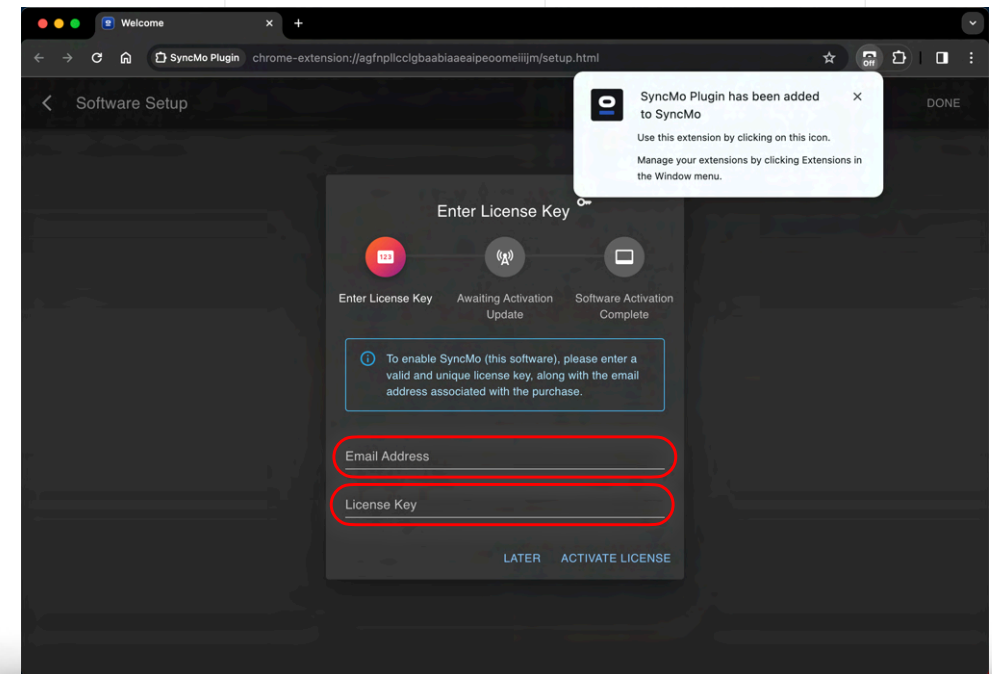 Welcome
SyncMo Plugin
chrome-extension://agfnpllcclgbaabiaaeaipeoomeiiijm/setup.html
Off
Software Setup
DONE
SyncMo Plugin has been added
to SyncMo
Use this extension by clicking on this icon.
Manage your extensions by clicking Extensions in
the Window menu.
Enter License Key
123
Enter License Key
Awaiting Activation
Update
Software Activation
Complete
To enable SyncMo (this software), please enter a
valid and unique license key, along with the email
address associated with the purchase.
Email Address
License Key
LATER
ACTIVATE LICENSE